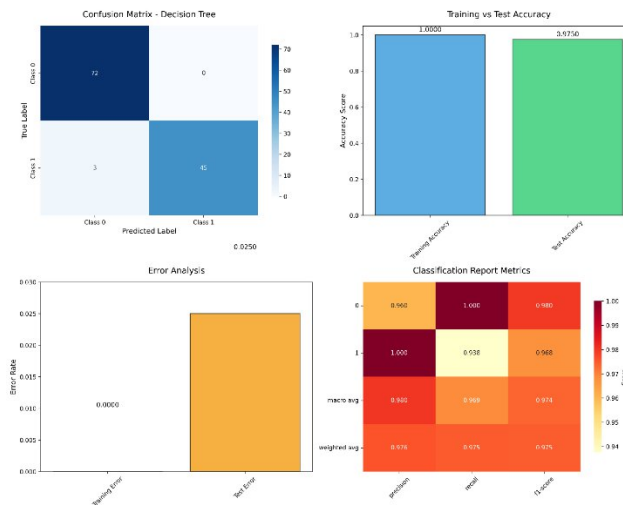 Confusion Matrix - Decision Tree
Class 0
Class 1
True Label
72
0
3
45
70
60
50
40
30
20
10
0
Class 0
Class 1
Predicted Label
Training vs Test Accuracy
Accuracy Score
1.0
0.8
0.6
0.4
0.2
0.0
1.0000
0.9750
Training Accuracy
Test Accuracy
0.0250
Error Analysis
Error Rate
0.030
0.025
0.020
0.015
0.010
0.005
0.000
0.0000
Training Error
Test Error
Classification Report Metrics
0
1
macro avg
weighted avg
0.960
1.000
0.980
1.000
0.938
0.968
0.980
0.969
0.974
0.976
0.975
0.975
precision
recall
f1-score
1.00
0.99
0.98
0.97
0.96
0.95
0.94